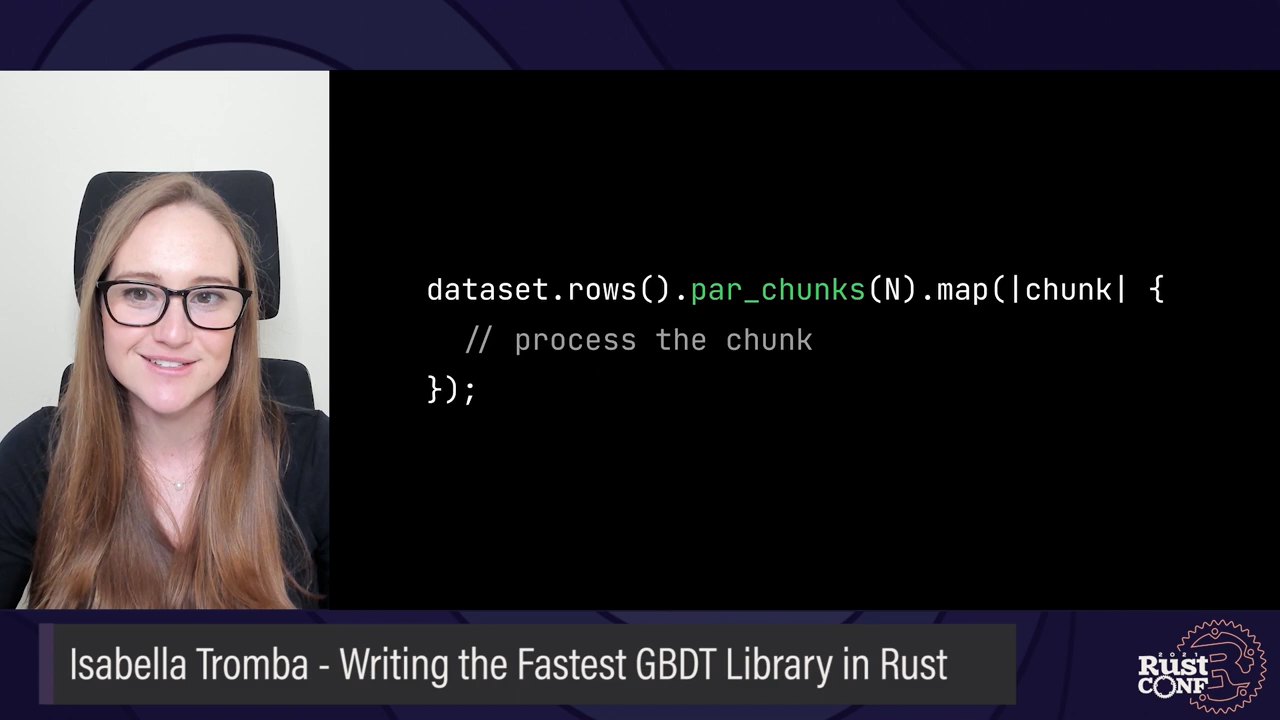 dataset.rows().par_chunks(N).map(|chunk| {
// process the chunk
});
Isabella Tromba - Writing the Fastest GBDT Library in Rust
Rust
CONF